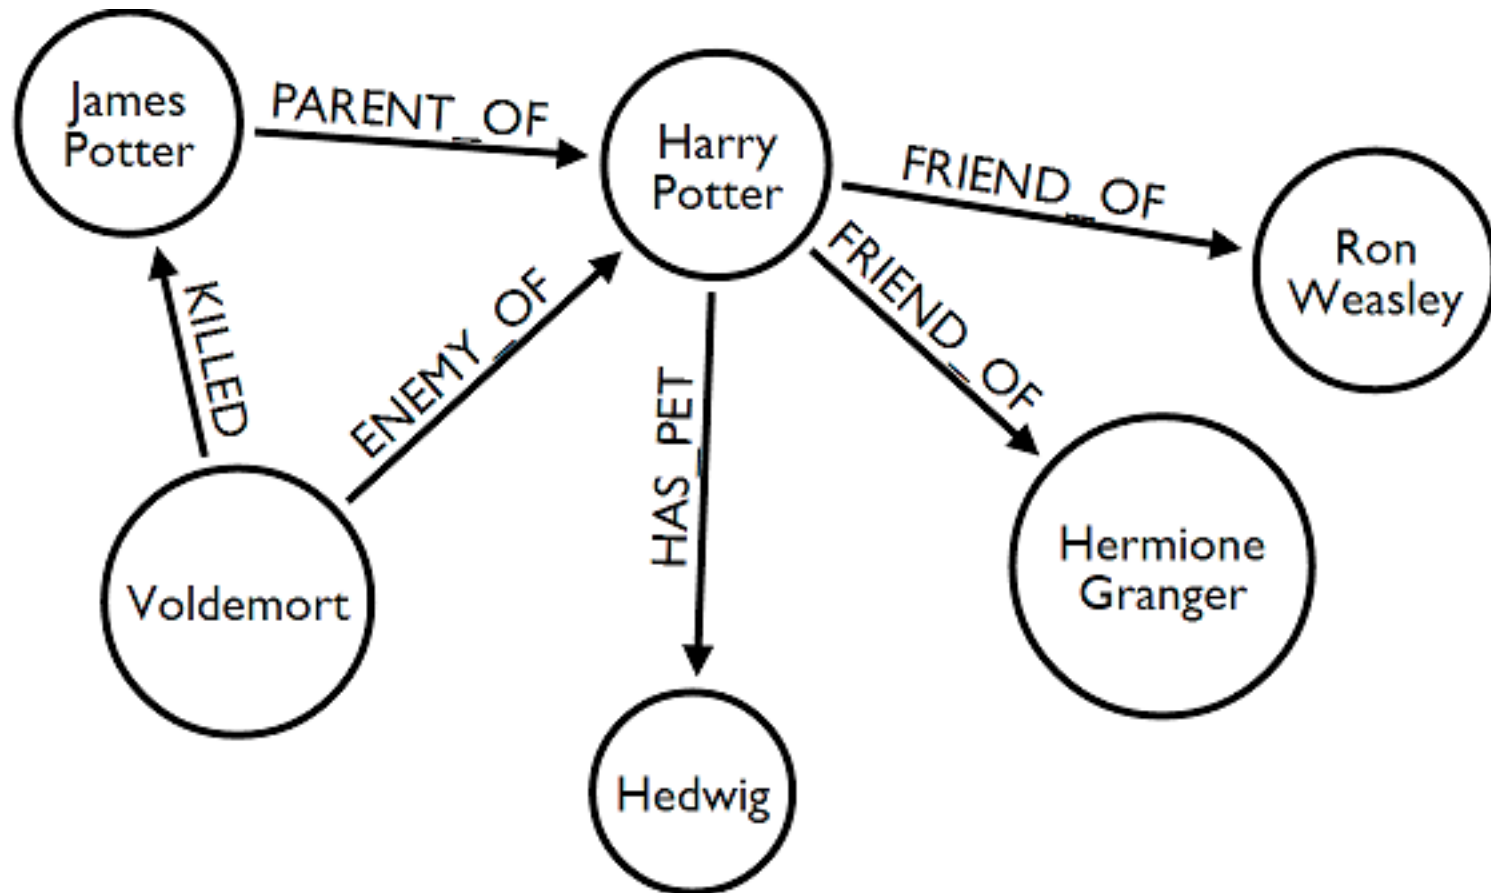 James
Potter
PARENT_OF
Harry
Potter
FRIEND_OF
Ron
Weasley
FRIEND_OF
KILLED
ENEMY_OF
HAS_PET
Hermione
Granger
Voldemort
Hedwig